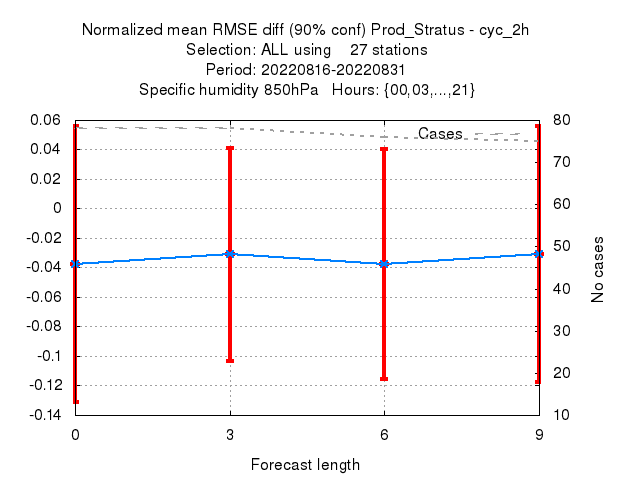 Normalized mean RMSE diff (90% conf) Prod_Stratus - cyc_2h
Selection: ALL using    27 stations
Period: 20220816-20220831
Specific humidity 850hPa   Hours: {00,03,...,21}
0.06
0.04
0.02
0
-0.02
-0.04
-0.06
-0.08
-0.1
-0.12
-0.14
Cases
80
70
60
50
40
30
20
10
No cases
0 3 6 9
Forecast length